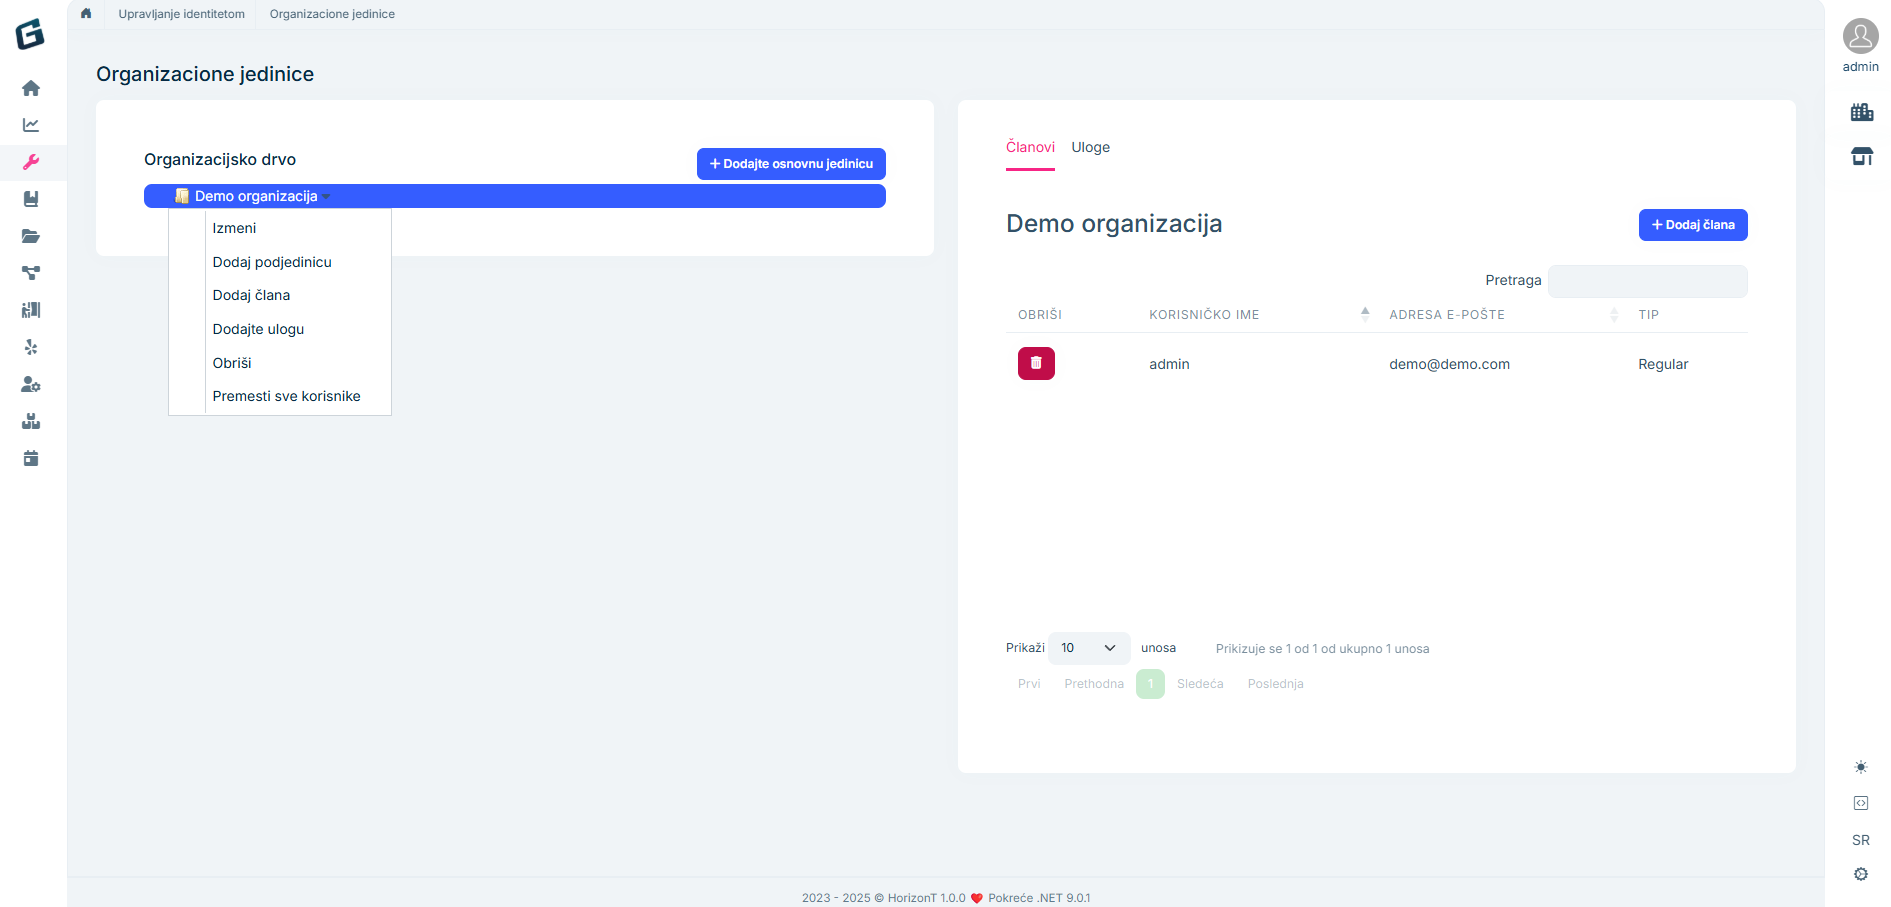 Upravljanje identitetom
Organizacione jedinice
admin
Organizacione jedinice
Organizacijsko drvo
+ Dodajte osnovnu jedinicu
Demo organizacija
Izmeni
Dodaj podjedinicu
Dodaj člana
Dodajte ulogu
Obriši
Premesti sve korisnike
Članovi
Uloge
Demo organizacija
+ Dodaj člana
Pretraga
OBRIŠI KORISNIČKO IME ADRESA E-POŠTE TIP
admin demo@demo.com Regular
Prikaži 10 unosa Prikizuje se 1 od 1 od ukupno 1 unosa
Prvi Prethodna 1 Sledeća Poslednja
SR
2023 - 2025 © HorizonT 1.0.0 ❤️ Pokreće .NET 9.0.1